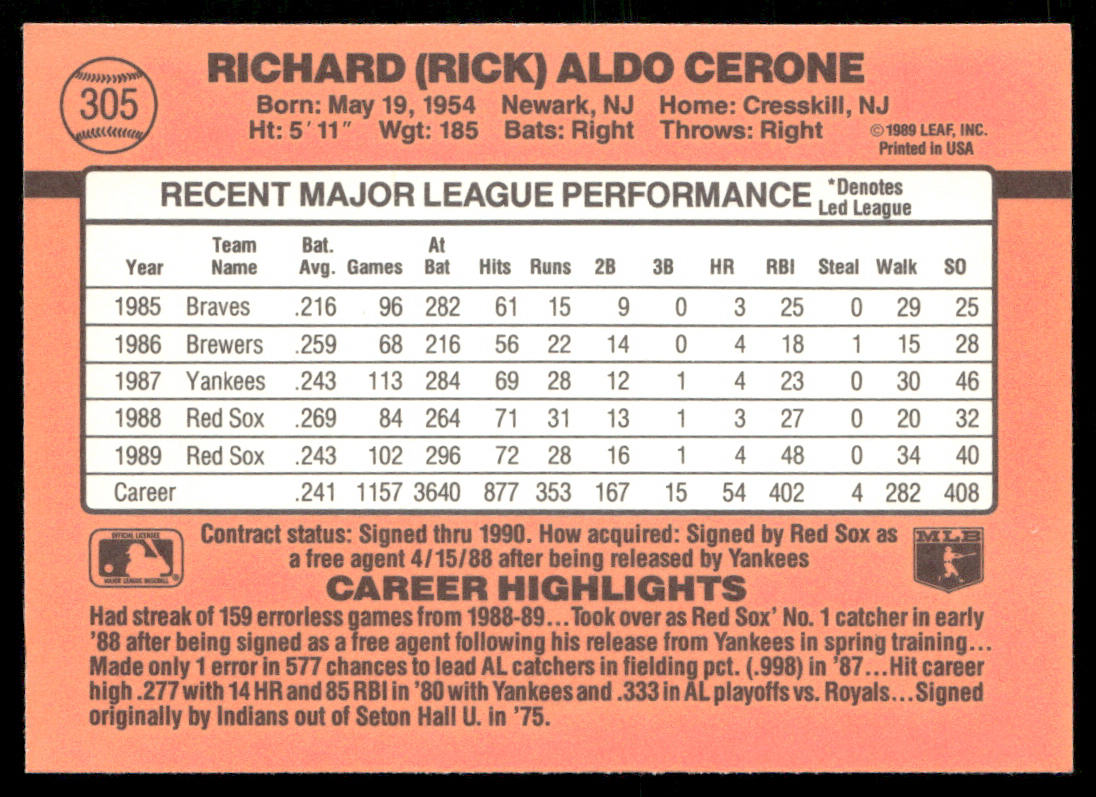 305
RICHARD (RICK) ALDO CERONE
Born: May 19, 1954 Newark, NJ Home: Cresskill, NJ
Ht: 5' 11" Wgt: 185 Bats: Right Throws: Right
©1989 LEAF, INC.
Printed in USA
RECENT MAJOR LEAGUE PERFORMANCE *Denotes Led League
Year Team Name Bat. Avg. Games At Bat Hits Runs 2B 3B HR RBI Steal Walk SO
1985 Braves .216 96 282 61 15 9 0 3 25 0 29 25
1986 Brewers .259 68 216 56 22 14 0 4 18 1 15 28
1987 Yankees .243 113 284 69 28 12 1 4 23 0 30 46
1988 Red Sox .269 84 264 71 31 13 1 3 27 0 20 32
1989 Red Sox .243 102 296 72 28 16 1 4 48 0 34 40
Career .241 1157 3640 877 353 167 15 54 402 4 282 408
OFFICIAL LICENSEE
MAJOR LEAGUE BASEBALL ®
Contract status: Signed thru 1990. How acquired: Signed by Red Sox as
a free agent 4/15/88 after being released by Yankees
MLB
CAREER HIGHLIGHTS
Had streak of 159 errorless games from 1988-89...Took over as Red Sox' No. 1 catcher in early
'88 after being signed as a free agent following his release from Yankees in spring training...
Made only 1 error in 577 chances to lead AL catchers in fielding pct. (.998) in '87...Hit career
high .277 with 14 HR and 85 RBI in '80 with Yankees and .333 in AL playoffs vs. Royals...Signed
originally by Indians out of Seton Hall U. in '75.